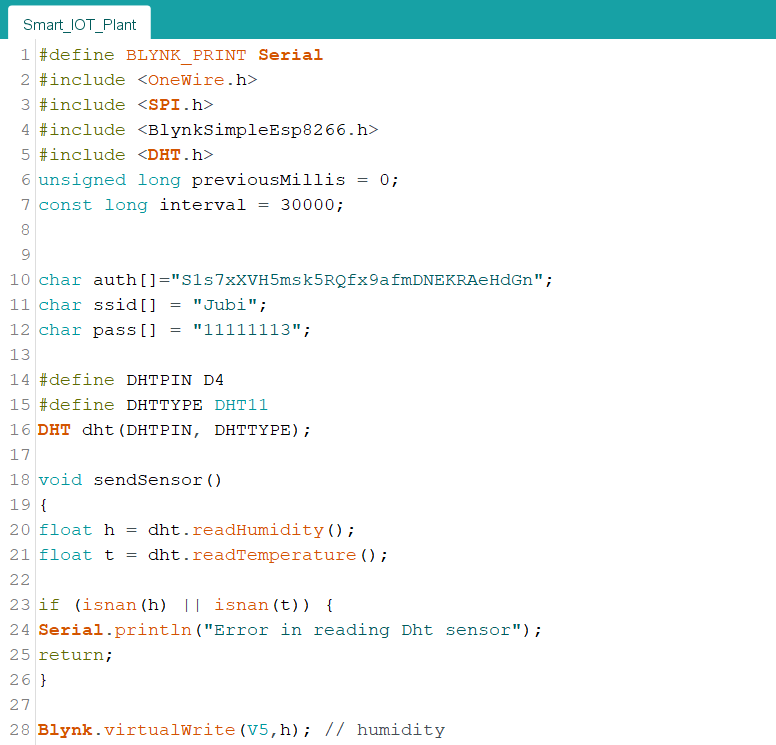 Smart_IOT_Plant
1 #define BLYNK_PRINT Serial
2 #include <OneWire.h>
3 #include <SPI.h>
4 #include <BlynkSimpleEsp8266.h>
5 #include <DHT.h>
6 unsigned long previousMillis = 0;
7 const long interval = 30000;
8
9
10 char auth[]="S1s7xXVH5msk5RQfx9afmDNEKRAeHdGn";
11 char ssid[] = "Jubi";
12 char pass[] = "11111113";
13
14 #define DHTPIN D4
15 #define DHTTYPE DHT11
16 DHT dht(DHTPIN, DHTTYPE);
17
18 void sendSensor()
19 {
20 float h = dht.readHumidity();
21 float t = dht.readTemperature();
22
23 if (isnan(h) || isnan(t)) {
24 Serial.println("Error in reading Dht sensor");
25 return;
26 }
27
28 Blynk.virtualWrite(V5,h); // humidity